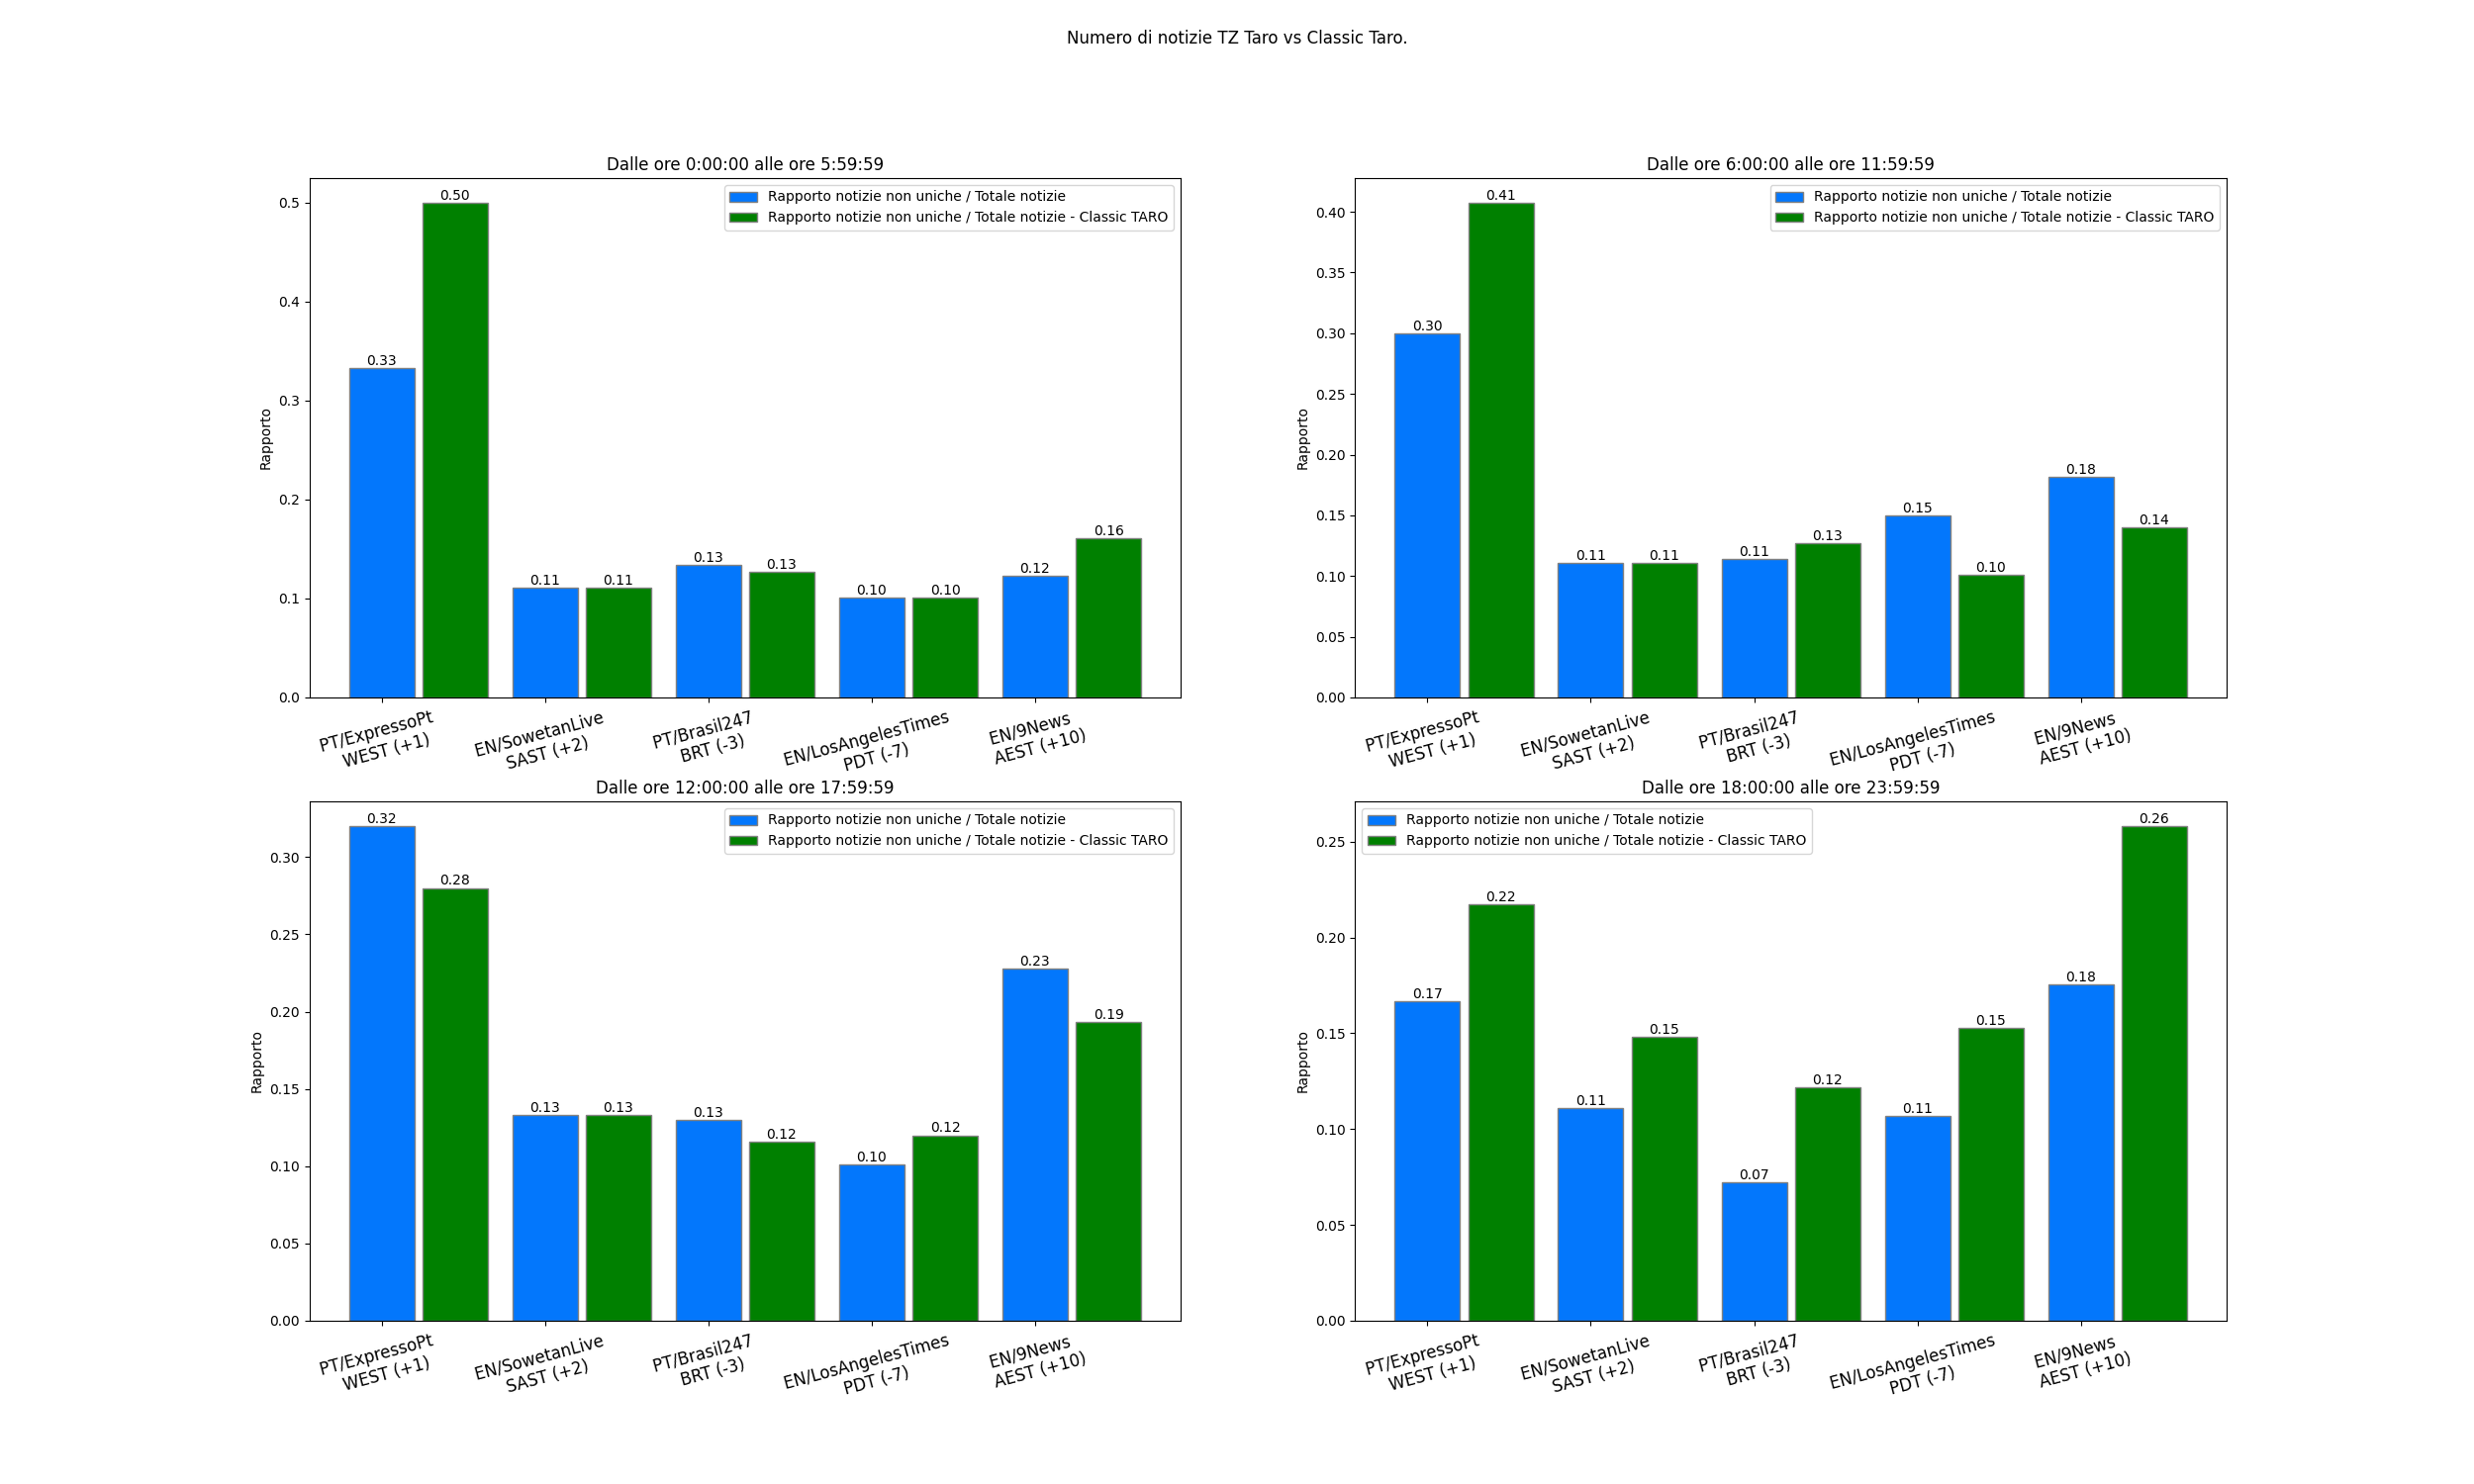 Numero di notizie TZ Taro vs Classic Taro.
Dalle ore 0:00:00 alle ore 5:59:59
Rapporto notizie non uniche / Totale notizie
Rapporto notizie non uniche / Totale notizie - Classic TARO
Rapporto
0.5
0.4
0.3
0.2
0.1
0.0
0.33
0.50
0.11
0.11
0.13
0.13
0.10
0.10
0.12
0.16
PT/ExpressoPt
WEST (+1)
EN/SowetanLive
SAST (+2)
PT/Brasil247
BRT (-3)
EN/LosAngelesTimes
PDT (-7)
EN/9News
AEST (+10)
Dalle ore 6:00:00 alle ore 11:59:59
Rapporto notizie non uniche / Totale notizie
Rapporto notizie non uniche / Totale notizie - Classic TARO
Rapporto
0.40
0.35
0.30
0.25
0.20
0.15
0.10
0.05
0.00
0.30
0.41
0.11
0.11
0.11
0.13
0.15
0.10
0.18
0.14
PT/ExpressoPt
WEST (+1)
EN/SowetanLive
SAST (+2)
PT/Brasil247
BRT (-3)
EN/LosAngelesTimes
PDT (-7)
EN/9News
AEST (+10)
Dalle ore 12:00:00 alle ore 17:59:59
Rapporto notizie non uniche / Totale notizie
Rapporto notizie non uniche / Totale notizie - Classic TARO
Rapporto
0.30
0.25
0.20
0.15
0.10
0.05
0.00
0.32
0.28
0.13
0.13
0.13
0.12
0.10
0.12
0.23
0.19
PT/ExpressoPt
WEST (+1)
EN/SowetanLive
SAST (+2)
PT/Brasil247
BRT (-3)
EN/LosAngelesTimes
PDT (-7)
EN/9News
AEST (+10)
Dalle ore 18:00:00 alle ore 23:59:59
Rapporto notizie non uniche / Totale notizie
Rapporto notizie non uniche / Totale notizie - Classic TARO
Rapporto
0.25
0.20
0.15
0.10
0.05
0.00
0.17
0.22
0.11
0.15
0.07
0.12
0.11
0.15
0.18
0.26
PT/ExpressoPt
WEST (+1)
EN/SowetanLive
SAST (+2)
PT/Brasil247
BRT (-3)
EN/LosAngelesTimes
PDT (-7)
EN/9News
AEST (+10)